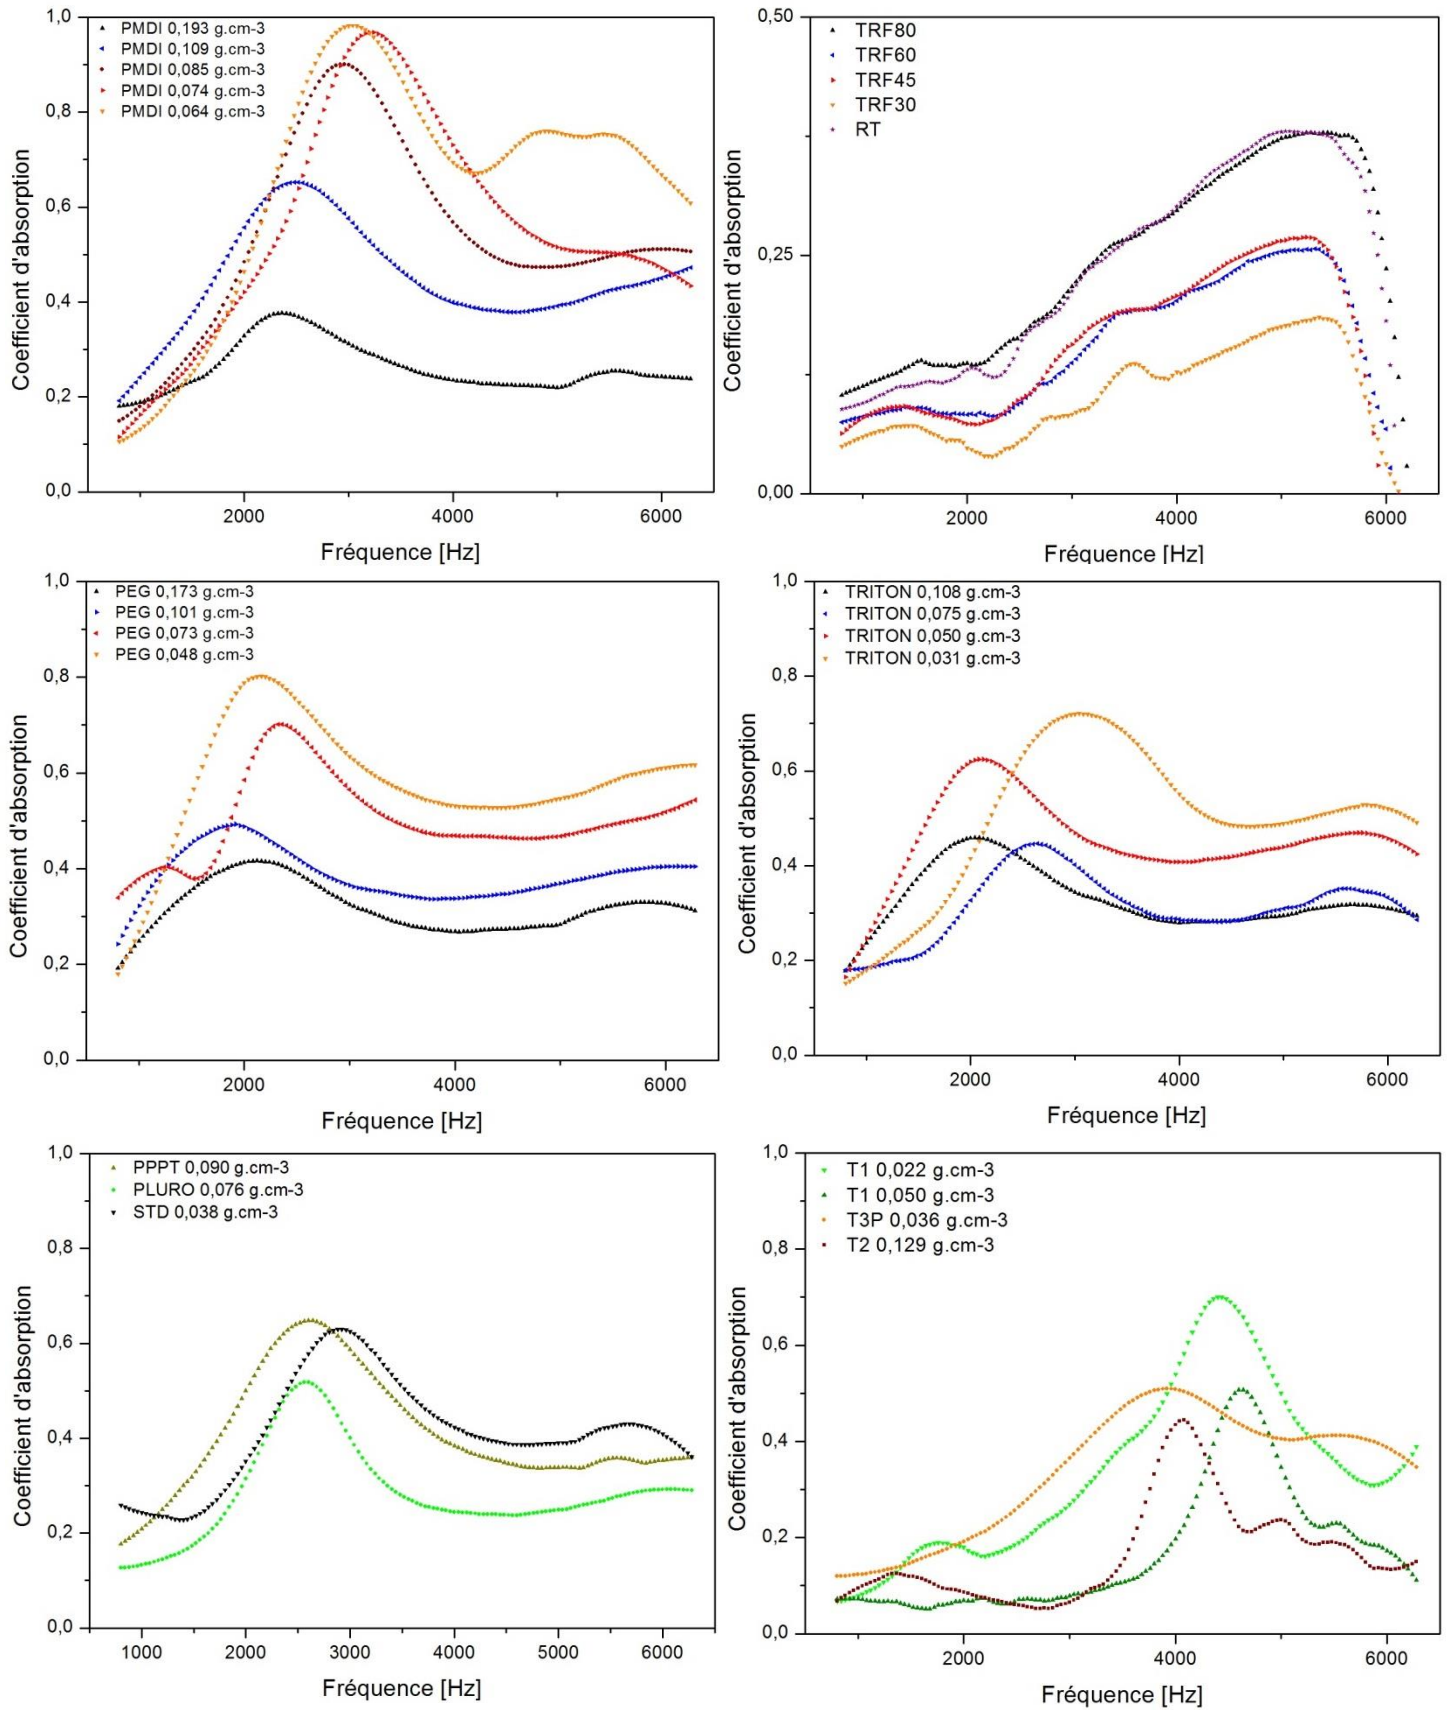 1,0
0,8
0,6
0,4
0,2
0,0
Coefficient d'absorption
PMDI 0,193 g.cm-3
PMDI 0,109 g.cm-3
PMDI 0,085 g.cm-3
PMDI 0,074 g.cm-3
PMDI 0,064 g.cm-3
2000 4000 6000
Fréquence [Hz]
0,50
0,25
0,00
Coefficient d'absorption
TRF80
TRF60
TRF45
TRF30
RT
2000 4000 6000
Fréquence [Hz]
1,0
0,8
0,6
0,4
0,2
0,0
Coefficient d'absorption
PEG 0,173 g.cm-3
PEG 0,101 g.cm-3
PEG 0,073 g.cm-3
PEG 0,048 g.cm-3
2000 4000 6000
Fréquence [Hz]
1,0
0,8
0,6
0,4
0,2
0,0
Coefficient d'absorption
TRITON 0,108 g.cm-3
TRITON 0,075 g.cm-3
TRITON 0,050 g.cm-3
TRITON 0,031 g.cm-3
2000 4000 6000
Fréquence [Hz]
1,0
0,8
0,6
0,4
0,2
0,0
Coefficient d'absorption
PPPT 0,090 g.cm-3
PLURO 0,076 g.cm-3
STD 0,038 g.cm-3
1000 2000 3000 4000 5000 6000
Fréquence [Hz]
1,0
0,8
0,6
0,4
0,2
0,0
Coefficient d'absorption
T1 0,022 g.cm-3
T1 0,050 g.cm-3
T3P 0,036 g.cm-3
T2 0,129 g.cm-3
2000 4000 6000
Fréquence [Hz]